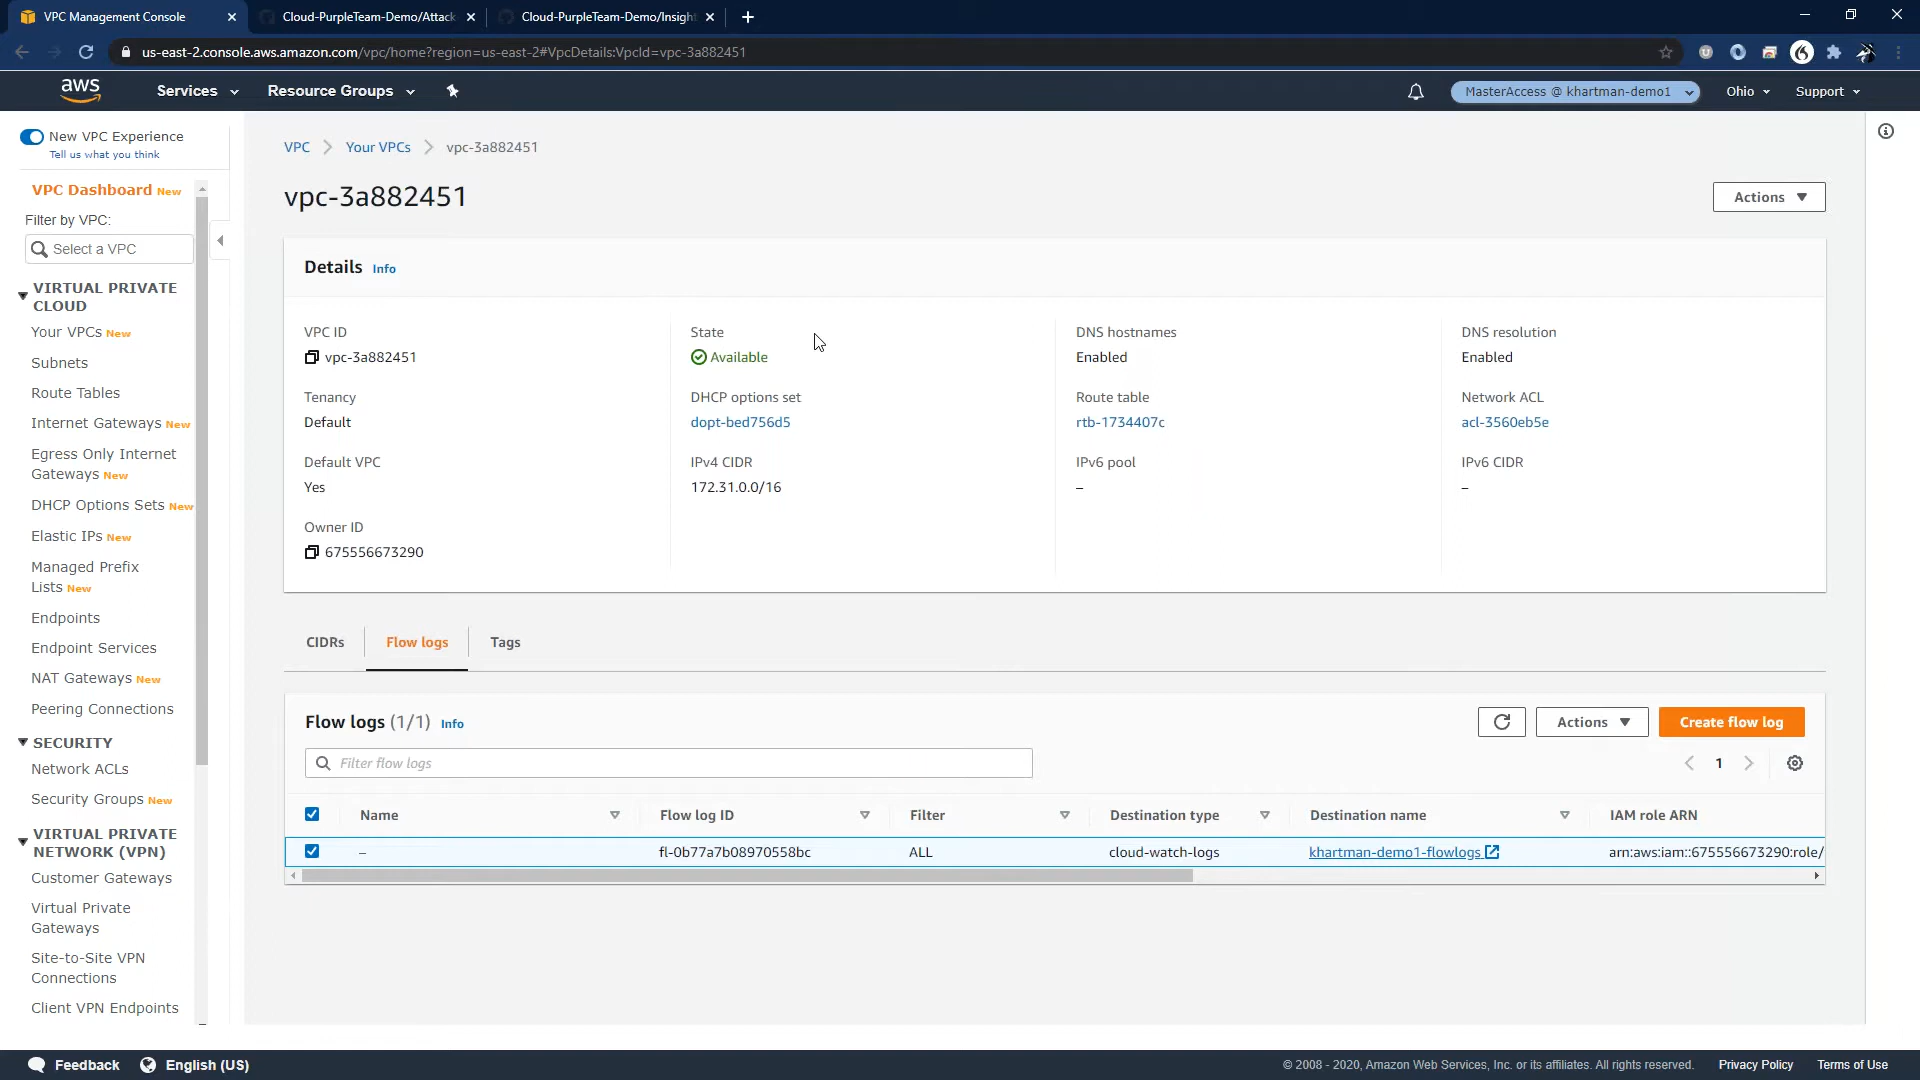 VPC Management Console
Cloud-PurpleTeam-Demo/Attack
Cloud-PurpleTeam-Demo/Insight
us-east-2.console.aws.amazon.com/vpc/home?region=us-east-2#VpcDetails:VpcId=vpc-3a882451
aws
Services
Resource Groups
MasterAccess @ khartman-demo1
Ohio
Support
New VPC Experience
Tell us what you think
VPC Dashboard New
Filter by VPC:
Select a VPC
VIRTUAL PRIVATE
CLOUD
Your VPCs New
Subnets
Route Tables
Internet Gateways New
Egress Only Internet
Gateways New
DHCP Options Sets New
Elastic IPs New
Managed Prefix
Lists New
Endpoints
Endpoint Services
NAT Gateways New
Peering Connections
SECURITY
Network ACLs
Security Groups New
VIRTUAL PRIVATE
NETWORK (VPN)
Customer Gateways
Virtual Private
Gateways
Site-to-Site VPN
Connections
Client VPN Endpoints
VPC
Your VPCs
vpc-3a882451
vpc-3a882451
Actions
Details Info
VPC ID
vpc-3a882451
State
Available
DNS hostnames
Enabled
DNS resolution
Enabled
Tenancy
Default
DHCP options set
dopt-bed756d5
Route table
rtb-1734407c
Network ACL
acl-3560eb5e
Default VPC
Yes
IPv4 CIDR
172.31.0.0/16
IPv6 pool
–
IPv6 CIDR
–
Owner ID
675556673290
CIDRs
Flow logs
Tags
Flow logs (1/1) Info
Actions
Create flow log
Filter flow logs
1
Name
Flow log ID
Filter
Destination type
Destination name
IAM role ARN
–
fl-0b77a7b08970558bc
ALL
cloud-watch-logs
khartman-demo1-flowlogs
arn:aws:iam::675556673290:role/
Feedback
English (US)
© 2008 - 2020, Amazon Web Services, Inc. or its affiliates. All rights reserved.
Privacy Policy
Terms of Use